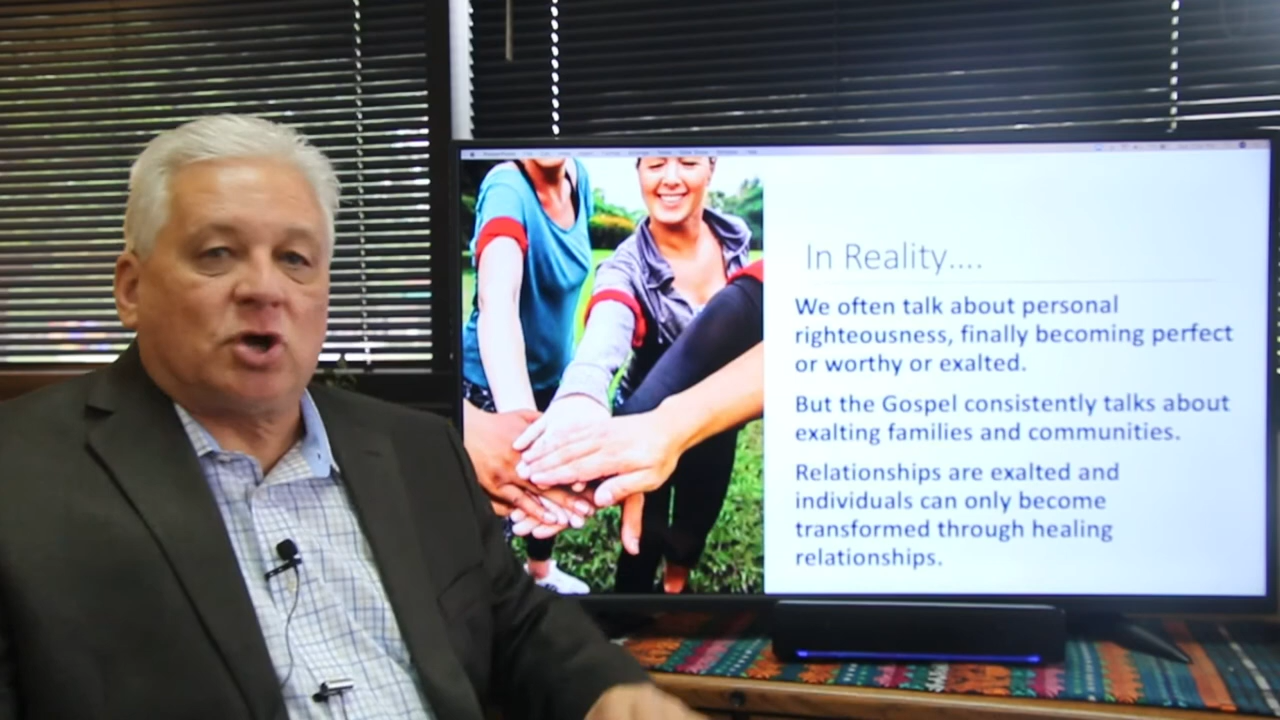 In Reality....
We often talk about personal
righteousness, finally becoming perfect
or worthy or exalted.
But the Gospel consistently talks about
exalting families and communities.
Relationships are exalted and
individuals can only become
transformed through healing
relationships.